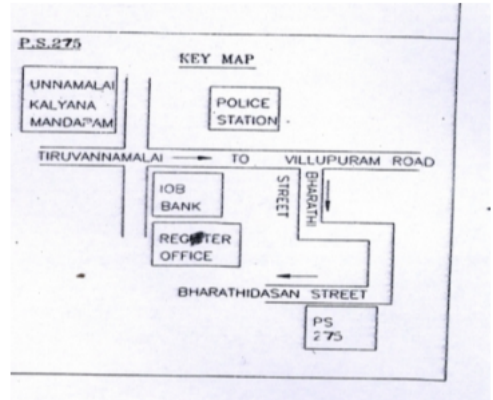 P.S.275
KEY MAP
UNNAMALAI
KALYANA
MANDAPAM
POLICE
STATION
TIRUVANNAMALAI TO VILLUPURAM ROAD
IOB
BANK
BHARATHI
STREET
REGISTER
OFFICE
BHARATHIDASAN STREET
PS
275